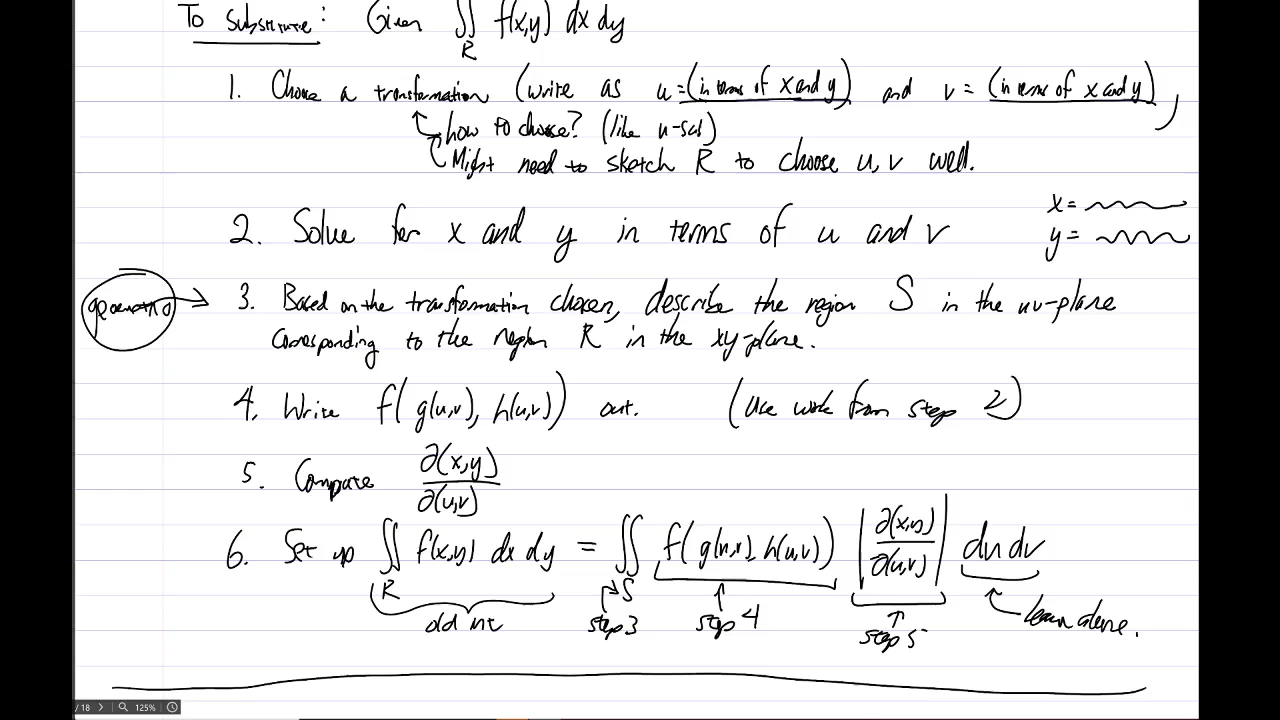 To Substitute: Given ∬_R f(x,y) dx dy
1. Choose a transformation (write as u = (in terms of x and y) and v = (in terms of x and y))
how to choose? (like u-sub)
Might need to sketch R to choose u, v well.
x =
2. Solve for x and y in terms of u and v
y =
geometric → 3. Based on the transformation chosen, describe the region S in the uv-plane
corresponding to the region R in the xy-plane.
4. Write f(g(u,v), h(u,v)) out. (Use work from step 2)
5. Compute ∂(x,y)/∂(u,v)
6. Set up ∬_R f(x,y) dx dy = ∬_S f(g(u,v), h(u,v)) |∂(x,y)/∂(u,v)| du dv
old int step 3 step 4 step 5 leave alone.
/ 18 125%